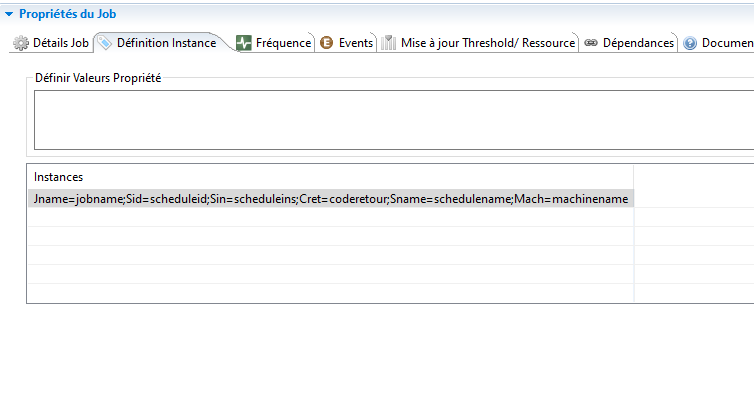 Propriétés du Job
Détails Job Définition Instance Fréquence Events Mise à jour Threshold/ Ressource Dépendances Documen
Définir Valeurs Propriété
Instances
Jname=jobname;Sid=scheduleid;Sin=scheduleins;Cret=coderetour;Sname=schedulename;Mach=machinename